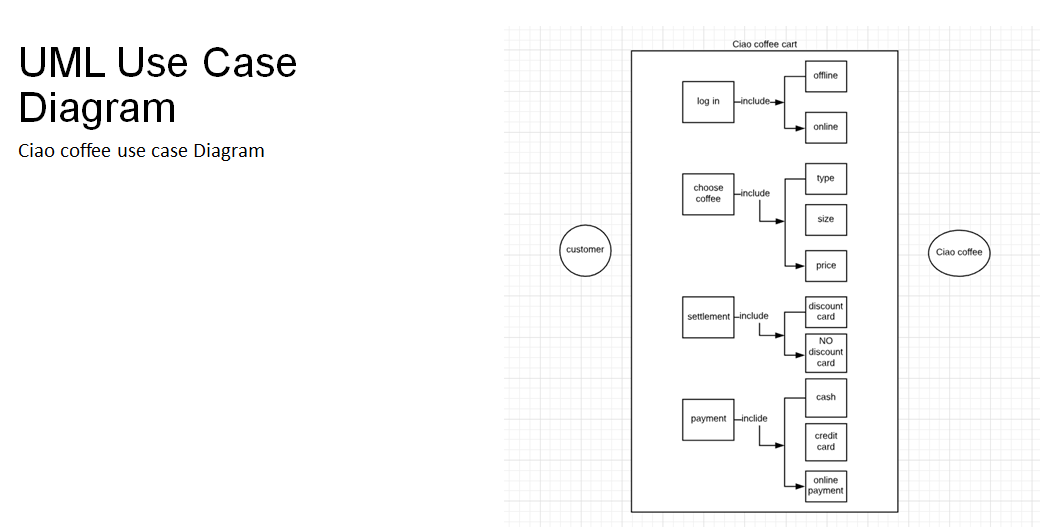 UML Use Case
Diagram
Ciao coffee use case Diagram
Ciao coffee cart
log in
include
offline
online
choose
coffee
include
type
size
price
customer
Ciao coffee
settlement
include
discount
card
NO
discount
card
payment
inclide
cash
credit
card
online
payment